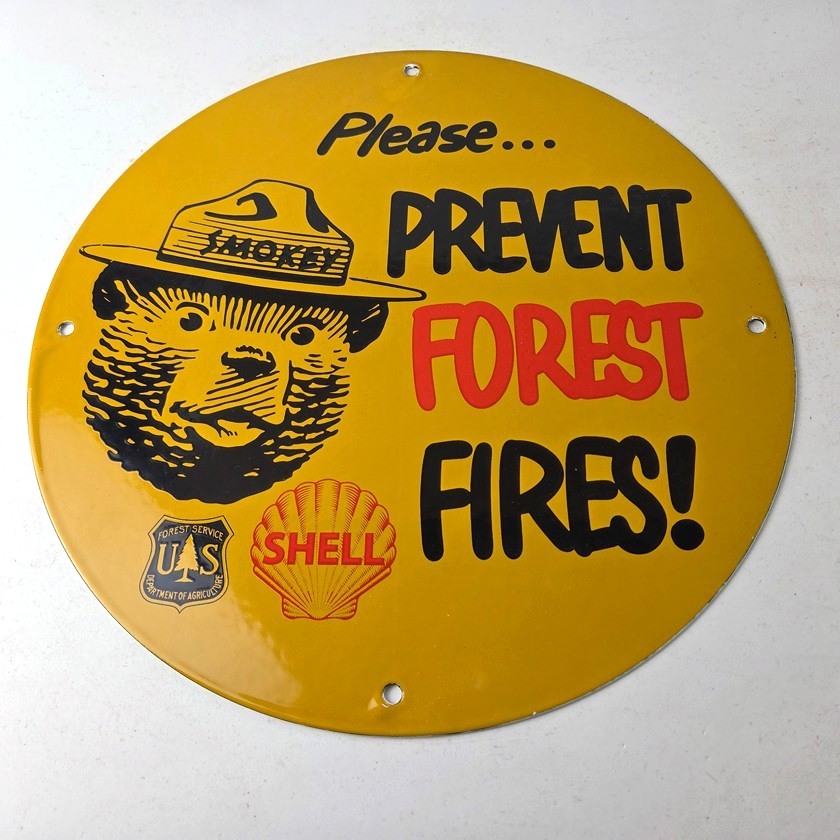 Please...
PREVENT
FOREST
FIRES!
SMOKEY
FOREST SERVICE
U S
DEPARTMENT OF AGRICULTURE
SHELL